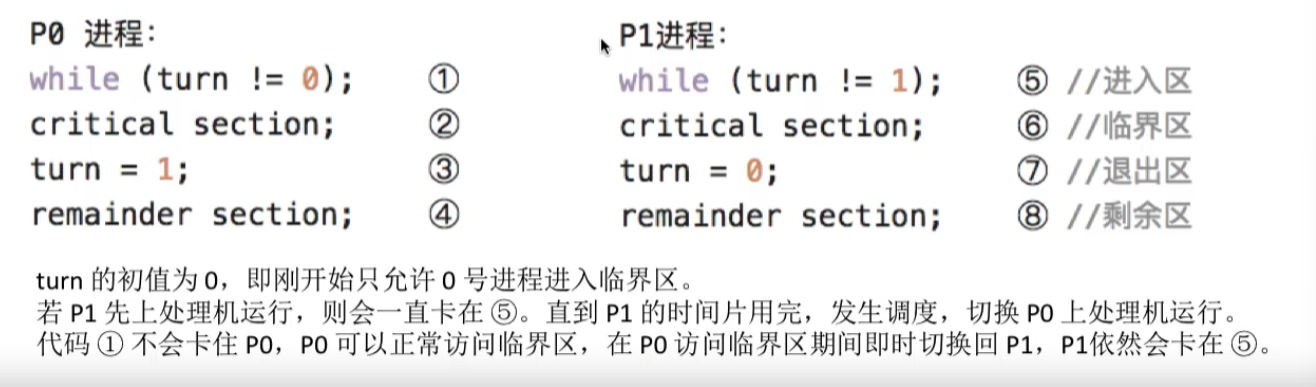 P0 进程： P1进程：
while (turn != 0); ① while (turn != 1); ⑤ //进入区
critical section; ② critical section; ⑥ //临界区
turn = 1; ③ turn = 0; ⑦ //退出区
remainder section; ④ remainder section; ⑧ //剩余区
turn 的初值为 0，即刚开始只允许 0 号进程进入临界区。
若 P1 先上处理机运行，则会一直卡在 ⑤。直到 P1 的时间片用完，发生调度，切换 P0 上处理机运行。
代码 ① 不会卡住 P0，P0 可以正常访问临界区，在 P0 访问临界区期间即时切换回 P1，P1依然会卡在 ⑤。